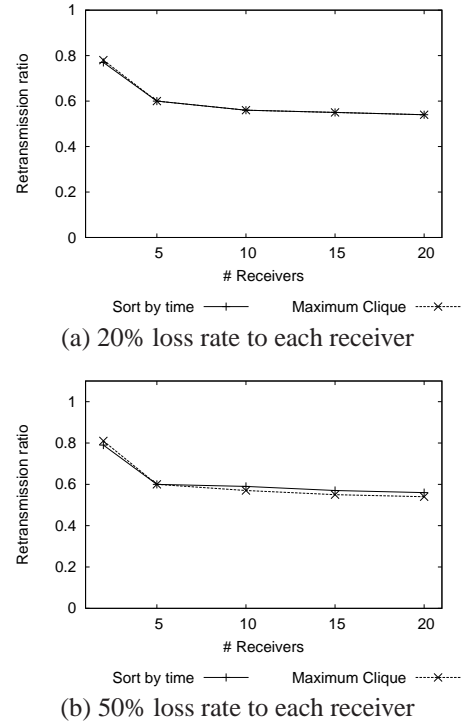 1
0.8
0.6
0.4
0.2
0
Retransmission ratio
5 10 15 20
# Receivers
Sort by time Maximum Clique
(a) 20% loss rate to each receiver
1
0.8
0.6
0.4
0.2
0
Retransmission ratio
5 10 15 20
# Receivers
Sort by time Maximum Clique
(b) 50% loss rate to each receiver